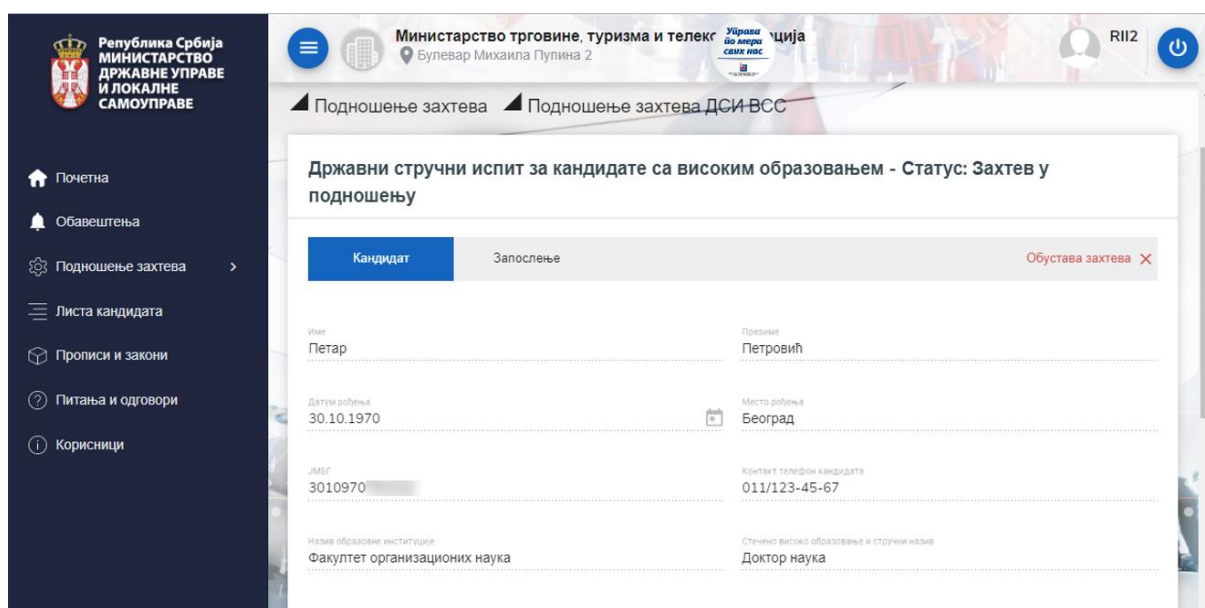 Република Србија
МИНИСТАРСТВО
ДРЖАВНЕ УПРАВЕ
И ЛОКАЛНЕ
САМОУПРАВЕ
Почетна
Обавештења
Подношење захтева
Листа кандидата
Прописи и закони
Питања и одговори
Корисници
Министарство трговине, туризма и телек ција
Булевар Михаила Пупина 2
Управа
по мери
свих нас
RII2
Подношење захтева Подношење захтева ДСИ ВСС
Државни стручни испит за кандидате са високим образовањем - Статус: Захтев у
подношењу
Кандидат Запослење Обустава захтева
Име Презиме
Петар Петровић
Датум рођења Место рођења
30.10.1970 Београд
ЈМБГ Контакт телефон кандидата
3010970 011/123-45-67
Назив образовне институције Стечено високо образовање и стручни назив
Факултет организационих наука Доктор наука